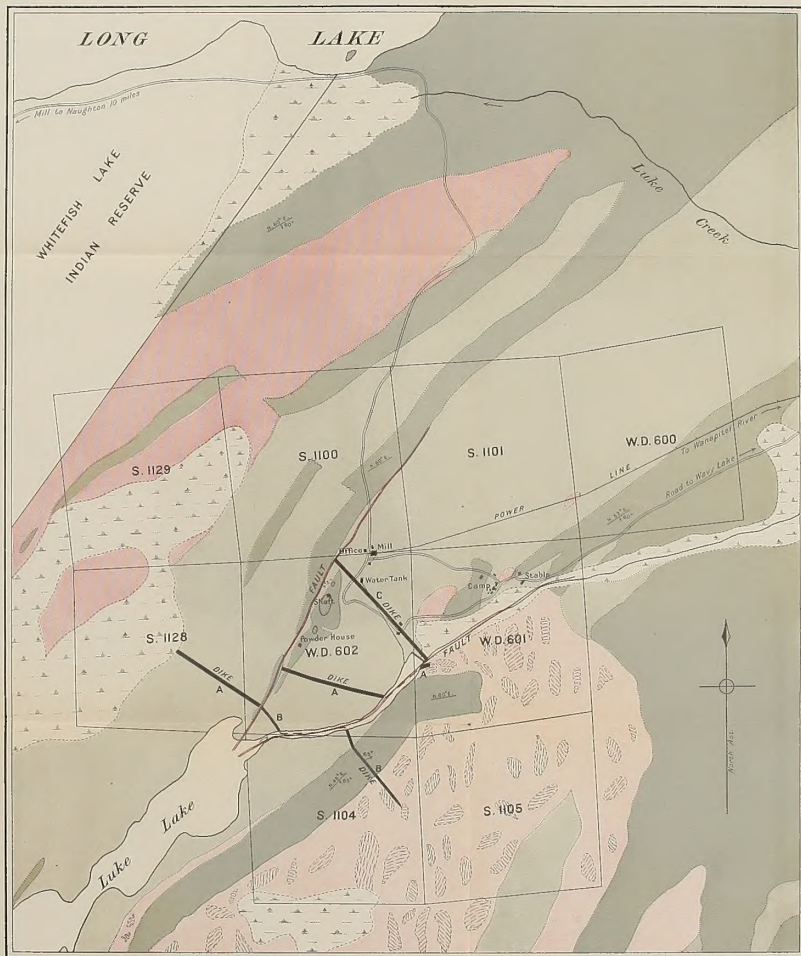 LONG LAKE
Mill to Naughton 10 miles
WHITEFISH LAKE
INDIAN RESERVE
Luke
Creek
S. 1129
S. 1100
S. 1101
W.D. 600
To Wanapitei River
POWER LINE
Road to Wavy Lake
Office
Mill
FAULT
Water Tank
Shaft
C
DIKE
Camp
Stable
Powder House
S. 1128
W.D. 602
FAULT
W.D. 601
DIKE
A
DIKE
A
A
B
DIKE
B
S. 1104
S. 1105
North Ast.
Luke Lake